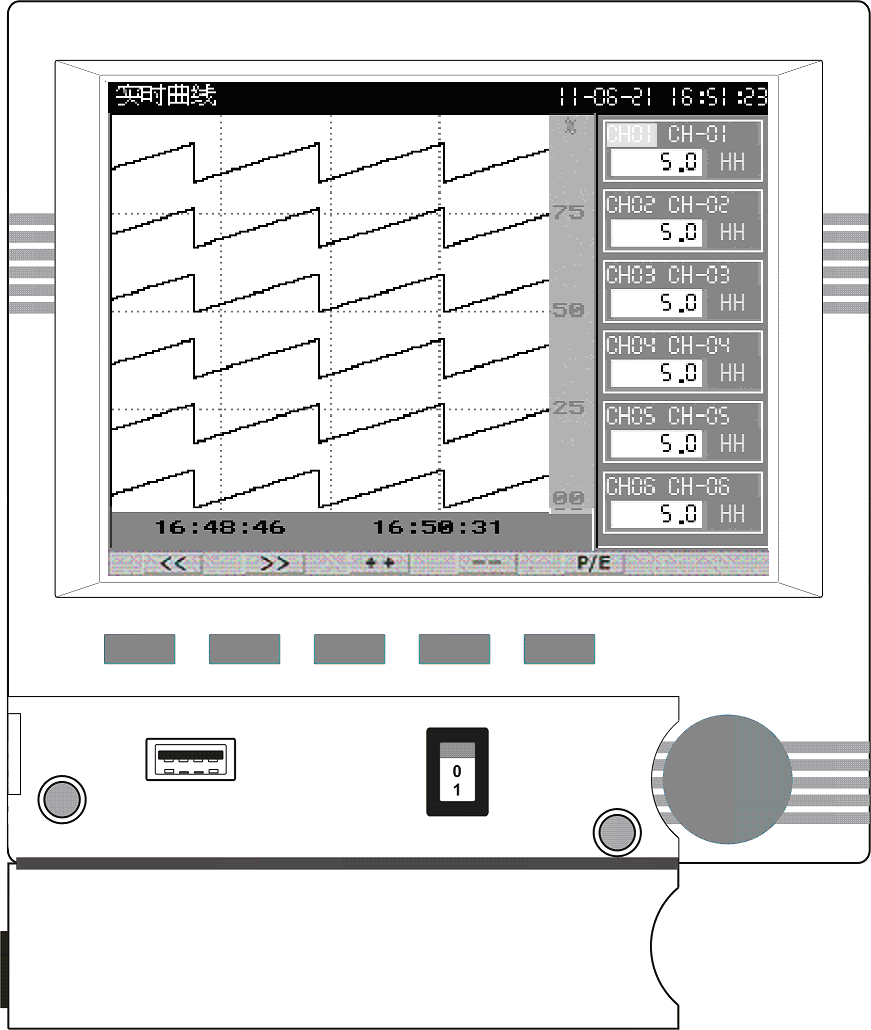 实时曲线 11-06-21 16:51:23
%
75
50
25
00
CH01 CH-01
5.0 HH
CH02 CH-02
5.0 HH
CH03 CH-03
5.0 HH
CH04 CH-04
5.0 HH
CH05 CH-05
5.0 HH
CH06 CH-06
5.0 HH
16:48:46 16:50:31
<< >> ++ -- P/E
0
1